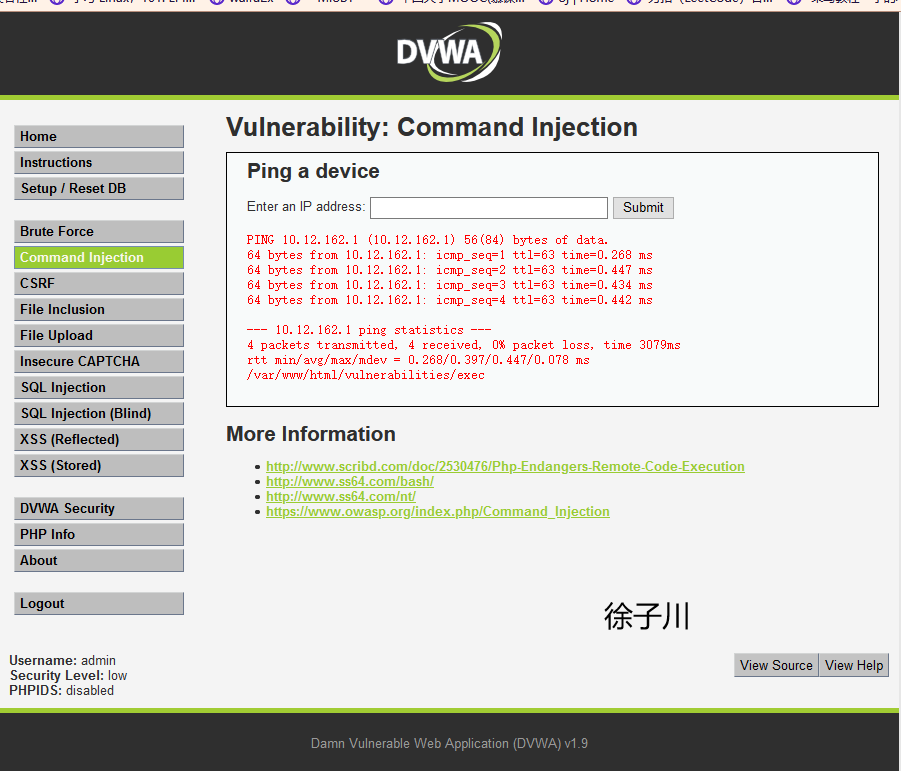 DVWA
Vulnerability: Command Injection
Home
Instructions
Setup / Reset DB
Brute Force
Command Injection
CSRF
File Inclusion
File Upload
Insecure CAPTCHA
SQL Injection
SQL Injection (Blind)
XSS (Reflected)
XSS (Stored)
DVWA Security
PHP Info
About
Logout
Ping a device
Enter an IP address: Submit
PING 10.12.162.1 (10.12.162.1) 56(84) bytes of data.
64 bytes from 10.12.162.1: icmp_seq=1 ttl=63 time=0.268 ms
64 bytes from 10.12.162.1: icmp_seq=2 ttl=63 time=0.447 ms
64 bytes from 10.12.162.1: icmp_seq=3 ttl=63 time=0.434 ms
64 bytes from 10.12.162.1: icmp_seq=4 ttl=63 time=0.442 ms
--- 10.12.162.1 ping statistics ---
4 packets transmitted, 4 received, 0% packet loss, time 3079ms
rtt min/avg/max/mdev = 0.268/0.397/0.447/0.078 ms
/var/www/html/vulnerabilities/exec
More Information
http://www.scribd.com/doc/2530476/Php-Endangers-Remote-Code-Execution
http://www.ss64.com/bash/
http://www.ss64.com/nt/
https://www.owasp.org/index.php/Command_Injection
徐子川
Username: admin
Security Level: low
PHPIDS: disabled
View Source View Help
Damn Vulnerable Web Application (DVWA) v1.9